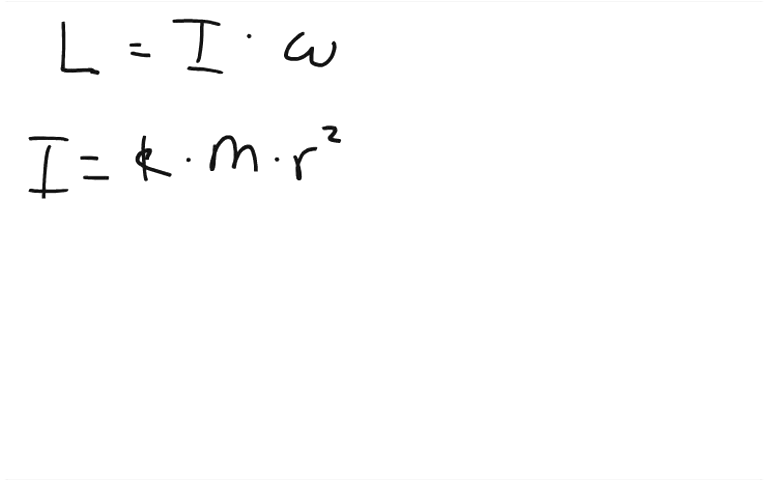 L = I · ω
I = k · m · r²